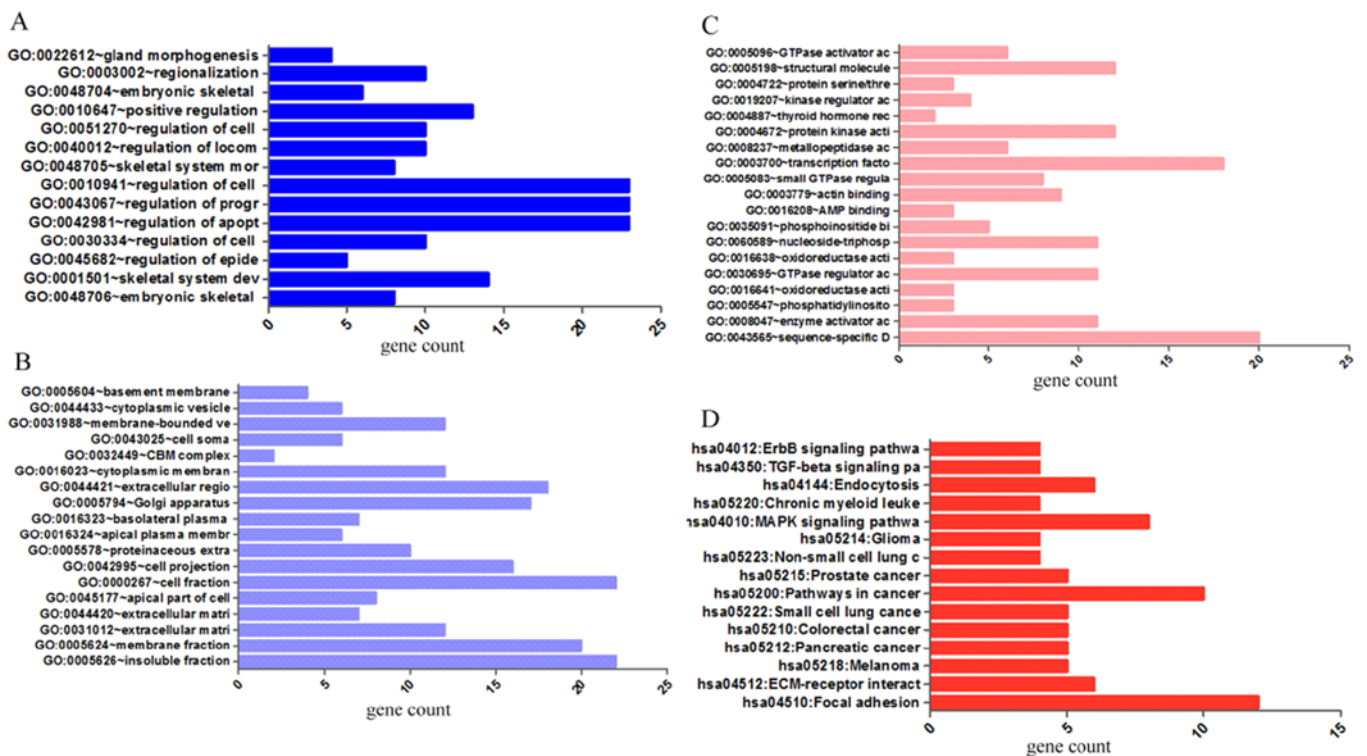 A
GO:0022612~gland morphogenesis
GO:0003002~regionalization
GO:0048704~embryonic skeletal
GO:0010647~positive regulation
GO:0051270~regulation of cell
GO:0040012~regulation of locom
GO:0048705~skeletal system mor
GO:0010941~regulation of cell
GO:0043067~regulation of progr
GO:0042981~regulation of apopt
GO:0030334~regulation of cell
GO:0045682~regulation of epide
GO:0001501~skeletal system dev
GO:0048706~embryonic skeletal
0 5 10 15 20 25
gene count
B
GO:0005604~basement membrane
GO:0044433~cytoplasmic vesicle
GO:0031988~membrane-bounded ve
GO:0043025~cell soma
GO:0032449~CBM complex
GO:0016023~cytoplasmic membran
GO:0044421~extracellular regio
GO:0005794~Golgi apparatus
GO:0016323~basolateral plasma
GO:0016324~apical plasma membr
GO:0005578~proteinaceous extra
GO:0042995~cell projection
GO:0000267~cell fraction
GO:0045177~apical part of cell
GO:0044420~extracellular matri
GO:0031012~extracellular matri
GO:0005624~membrane fraction
GO:0005626~insoluble fraction
0 5 10 15 20 25
gene count
C
GO:0005096~GTPase activator ac
GO:0005198~structural molecule
GO:0004722~protein serine/thre
GO:0019207~kinase regulator ac
GO:0004887~thyroid hormone rec
GO:0004672~protein kinase acti
GO:0008237~metallopeptidase ac
GO:0003700~transcription facto
GO:0005083~small GTPase regula
GO:0003779~actin binding
GO:0016208~AMP binding
GO:0035091~phosphoinositide bi
GO:0060589~nucleoside-triphosp
GO:0016638~oxidoreductase acti
GO:0030695~GTPase regulator ac
GO:0016641~oxidoreductase acti
GO:0005547~phosphatidylinosito
GO:0008047~enzyme activator ac
GO:0043565~sequence-specific D
0 5 10 15 20 25
gene count
D
hsa04012:ErbB signaling pathwa
hsa04350:TGF-beta signaling pa
hsa04144:Endocytosis
hsa05220:Chronic myeloid leuke
hsa04010:MAPK signaling pathwa
hsa05214:Glioma
hsa05223:Non-small cell lung c
hsa05215:Prostate cancer
hsa05200:Pathways in cancer
hsa05222:Small cell lung cance
hsa05210:Colorectal cancer
hsa05212:Pancreatic cancer
hsa05218:Melanoma
hsa04512:ECM-receptor interact
hsa04510:Focal adhesion
0 5 10 15
gene count